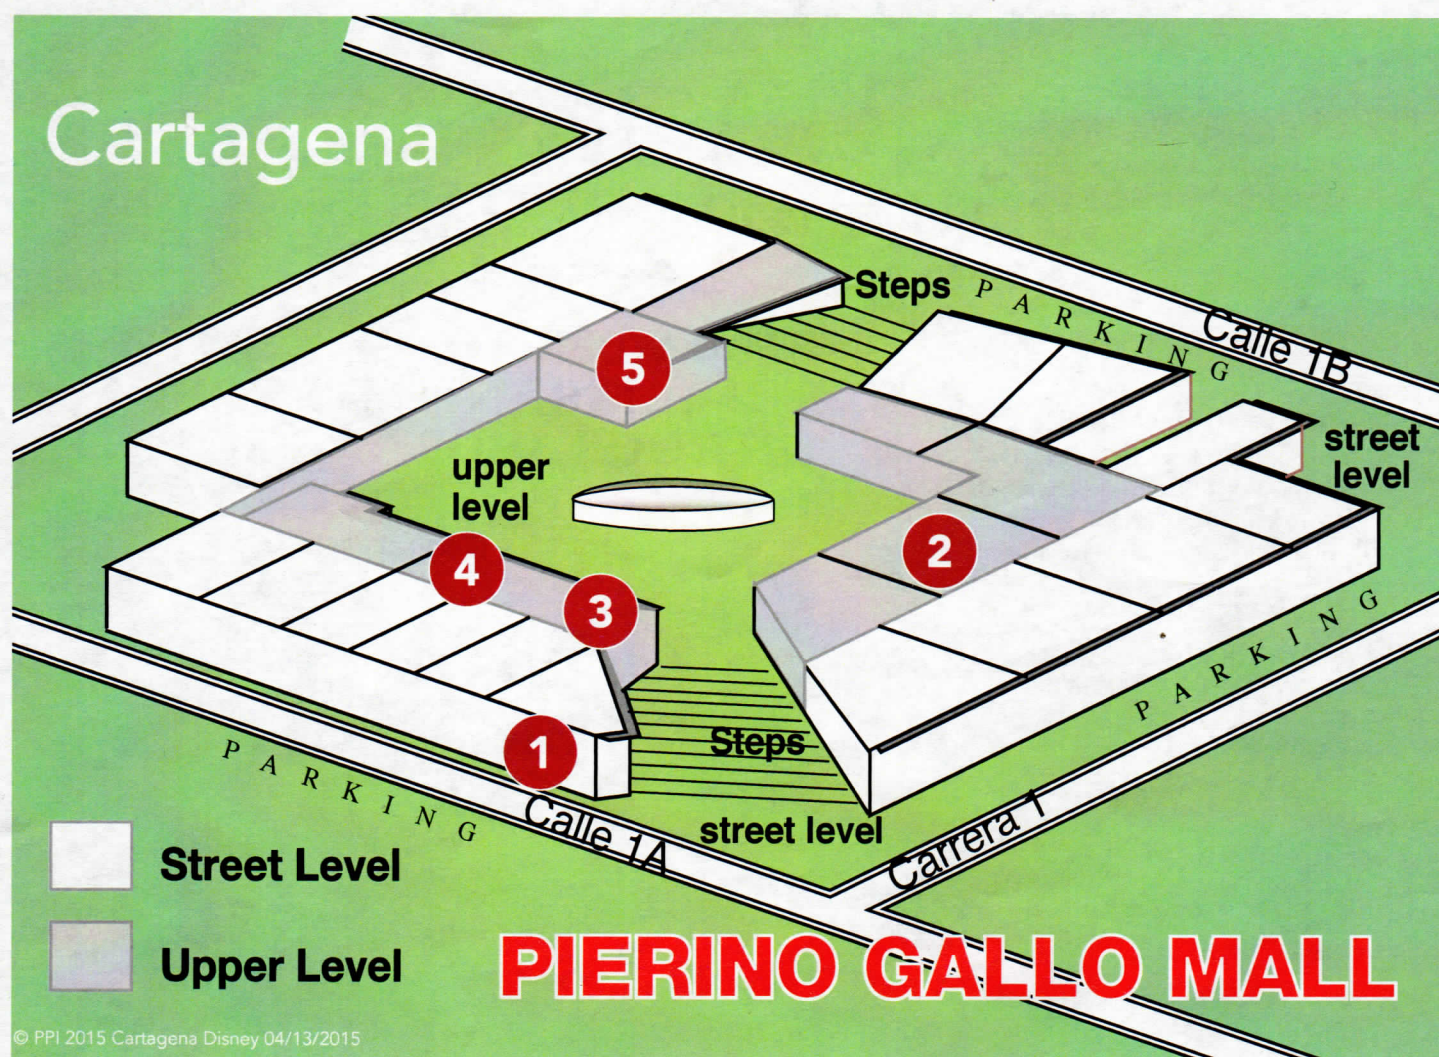 Cartagena
Steps
PARKING
Calle 1B
street
level
5
upper
level
2
4
3
PARKING
1
Steps
PARKING
Calle 1A
street level
Carrera 1
Street Level
Upper Level
PIERINO GALLO MALL
© PPI 2015 Cartagena Disney 04/13/2015